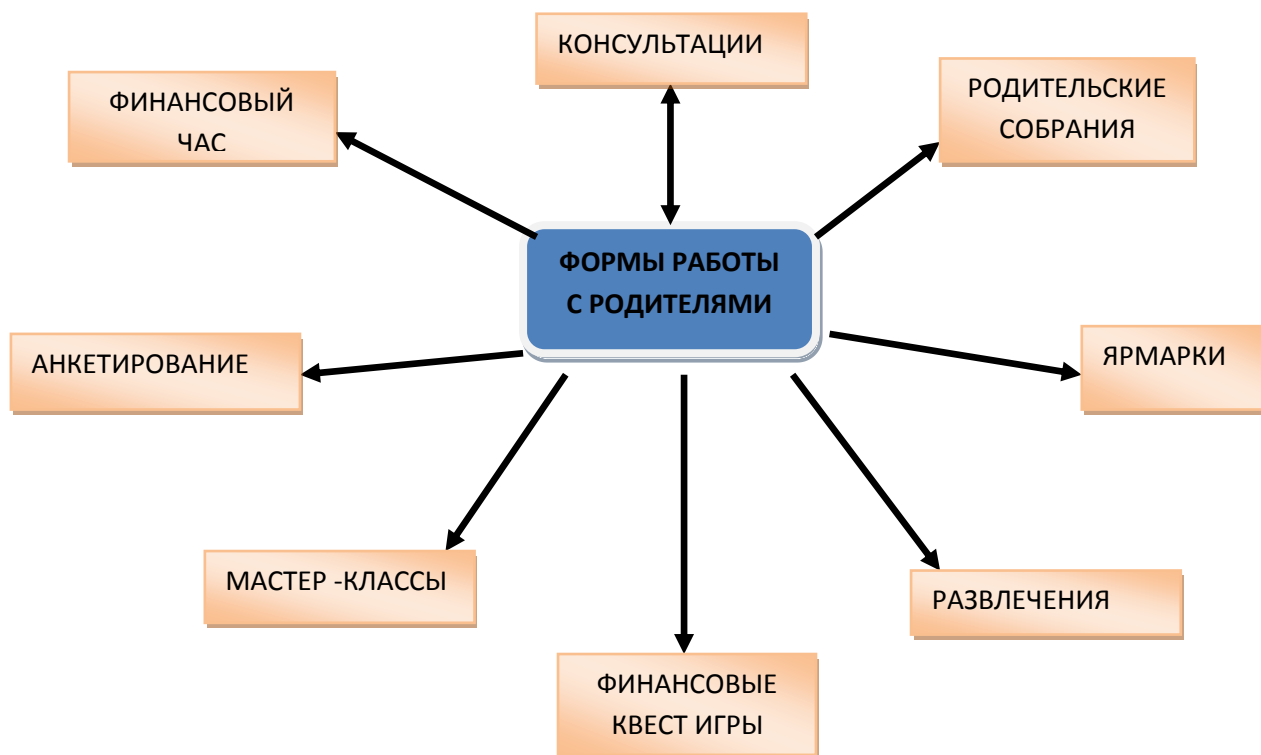 КОНСУЛЬТАЦИИ
ФИНАНСОВЫЙ
ЧАС
РОДИТЕЛЬСКИЕ
СОБРАНИЯ
ФОРМЫ РАБОТЫ
С РОДИТЕЛЯМИ
АНКЕТИРОВАНИЕ
ЯРМАРКИ
МАСТЕР -КЛАССЫ
РАЗВЛЕЧЕНИЯ
ФИНАНСОВЫЕ
КВЕСТ ИГРЫ